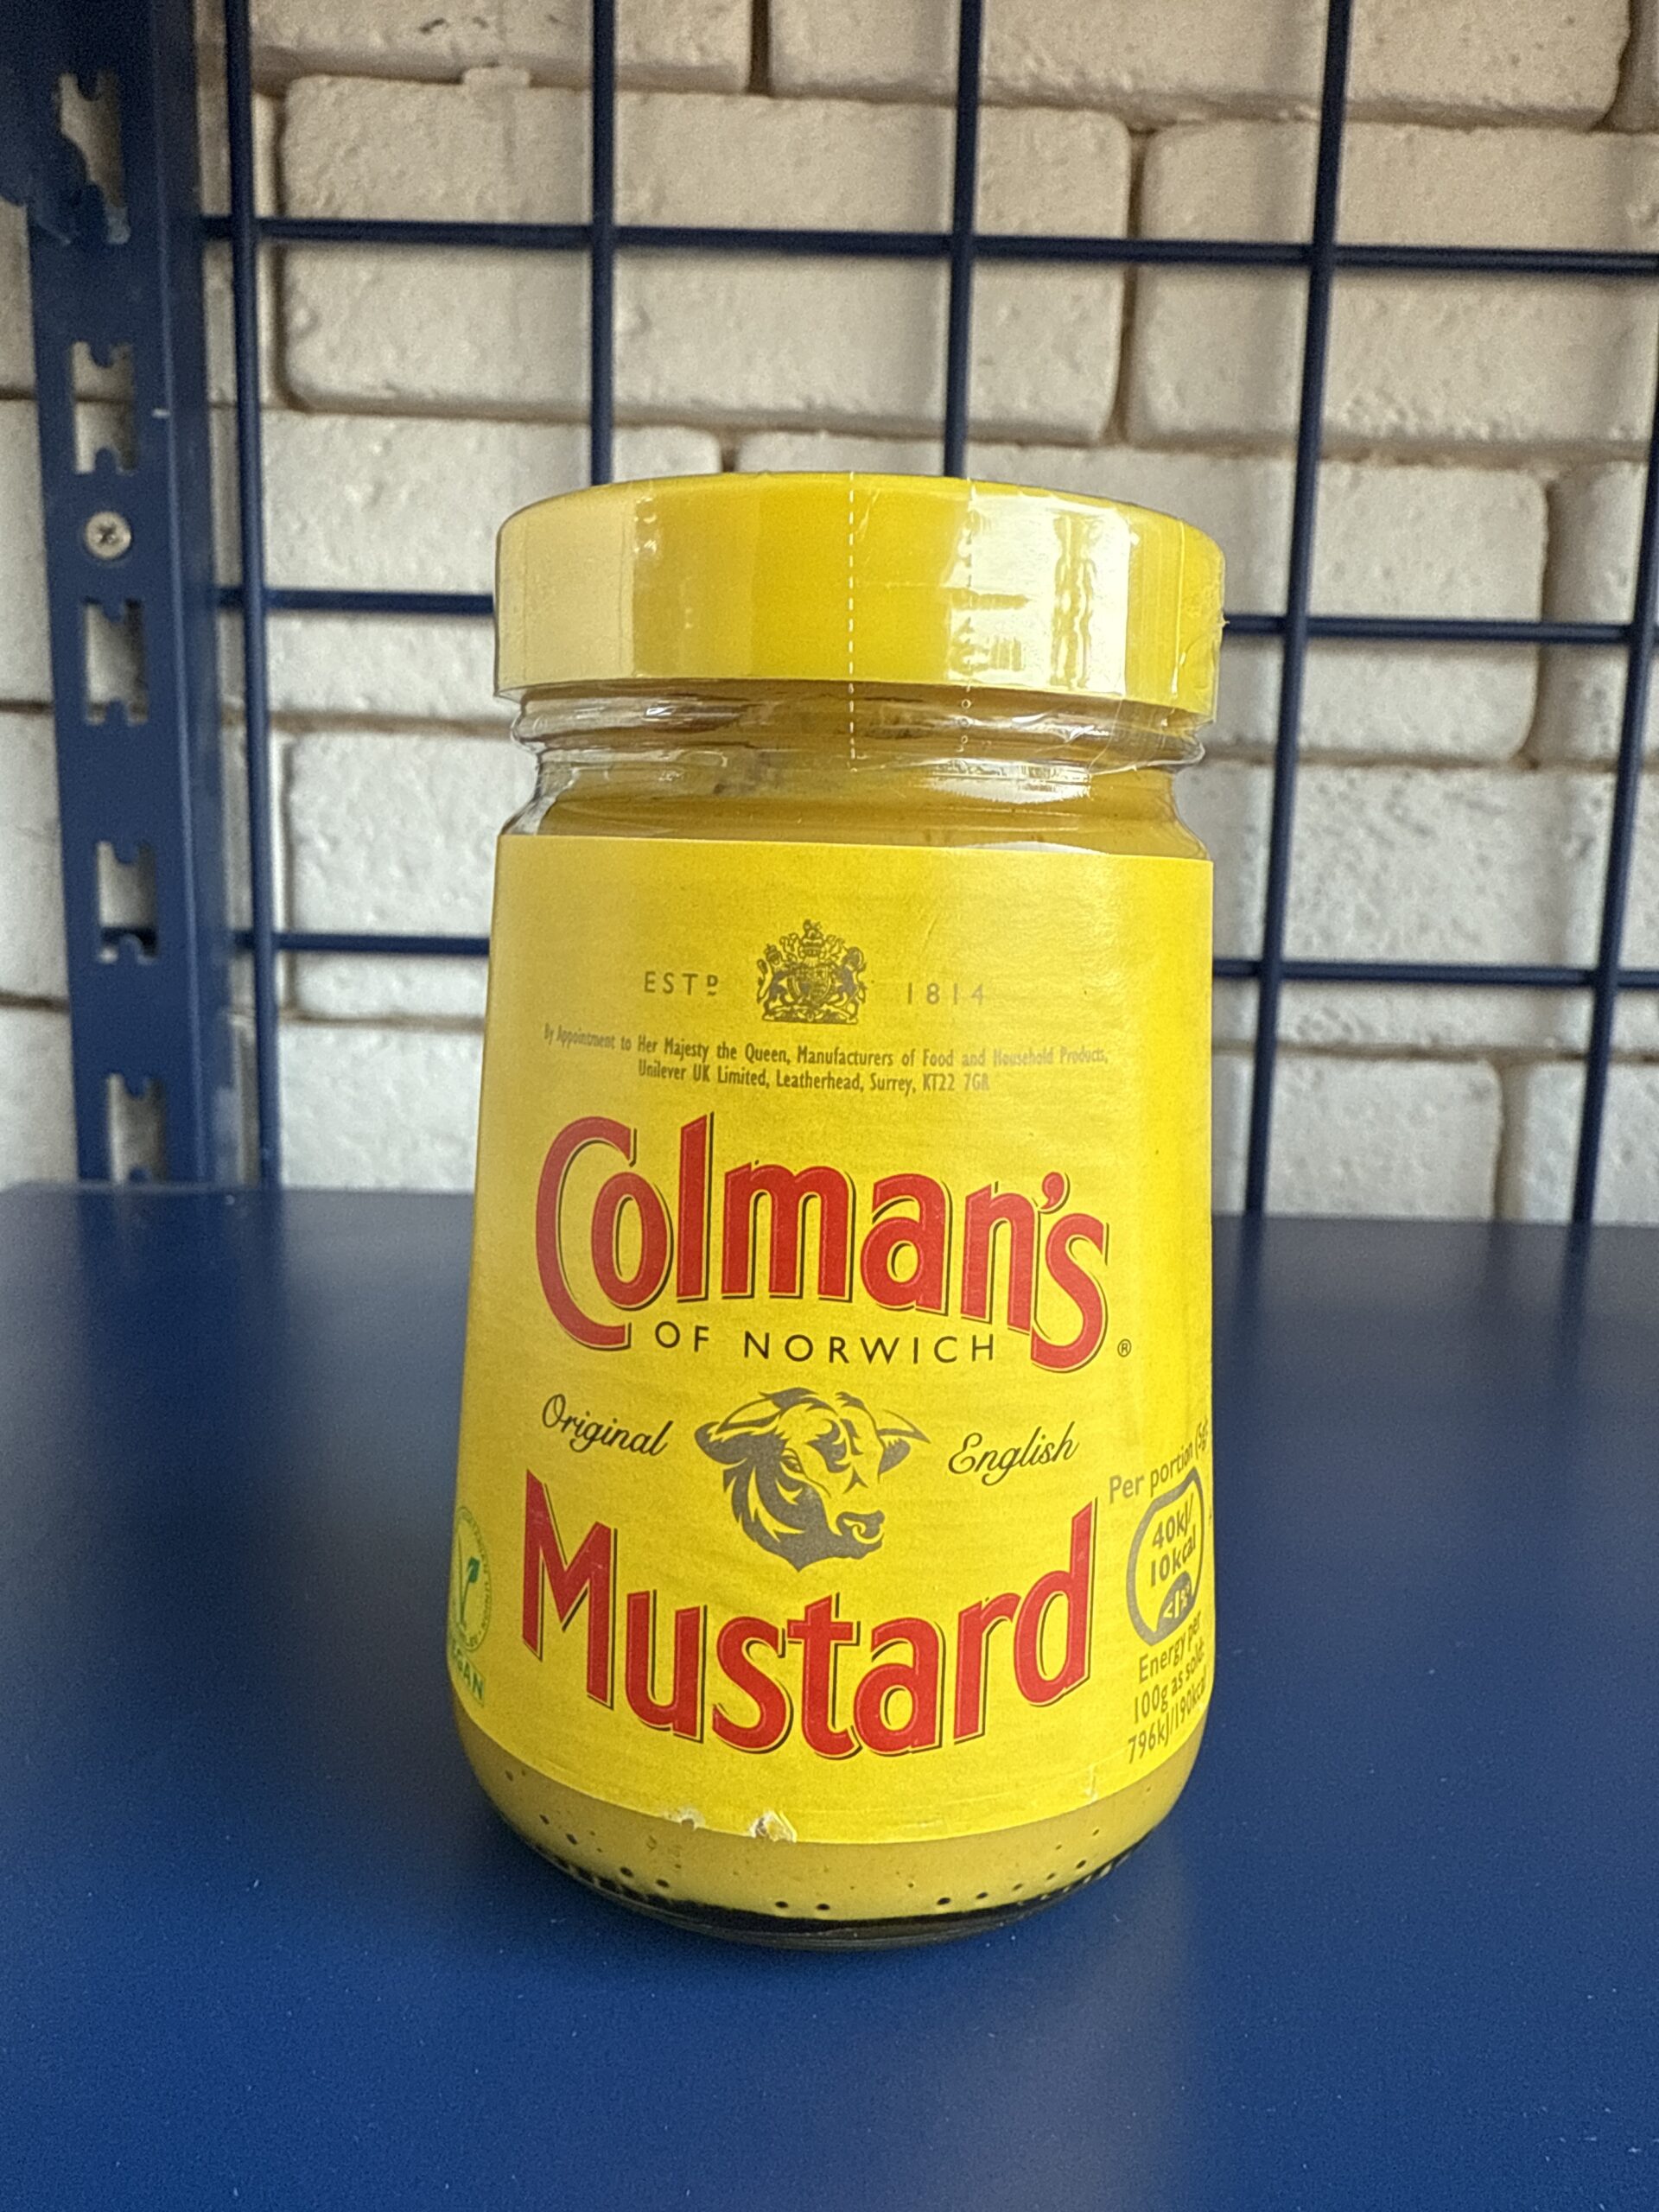 ESTD 1814
By Appointment to Her Majesty the Queen, Manufacturers of Food and Household Products,
Unilever UK Limited, Leatherhead, Surrey, KT22 7GR
Colman's
OF NORWICH ®
Original English
Mustard
VEGAN
Per portion (5g)
40kJ/
10kcal
<1%
Energy per
100g as sold:
796kJ/190kcal